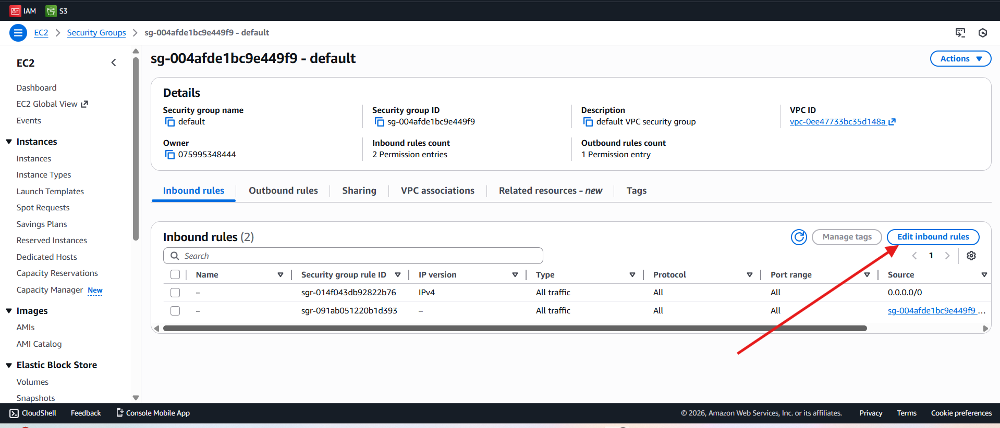 IAM S3
EC2 Security Groups sg-004afde1bc9e449f9 - default
EC2
Dashboard
EC2 Global View
Events
Instances
Instances
Instance Types
Launch Templates
Spot Requests
Savings Plans
Reserved Instances
Dedicated Hosts
Capacity Reservations
Capacity Manager New
Images
AMIs
AMI Catalog
Elastic Block Store
Volumes
Snapshots
sg-004afde1bc9e449f9 - default
Actions
Details
Security group name
default
Security group ID
sg-004afde1bc9e449f9
Description
default VPC security group
VPC ID
vpc-0ee47733bc35d148a
Owner
075995348444
Inbound rules count
2 Permission entries
Outbound rules count
1 Permission entry
Inbound rules Outbound rules Sharing VPC associations Related resources - new Tags
Inbound rules (2)
Manage tags Edit inbound rules
Search
1
Name Security group rule ID IP version Type Protocol Port range Source
– sgr-014f043db92822b76 IPv4 All traffic All All 0.0.0.0/0
– sgr-091ab051220b1d393 – All traffic All All sg-004afde1bc9e449f9 ...
CloudShell Feedback Console Mobile App © 2026, Amazon Web Services, Inc. or its affiliates. Privacy Terms Cookie preferences